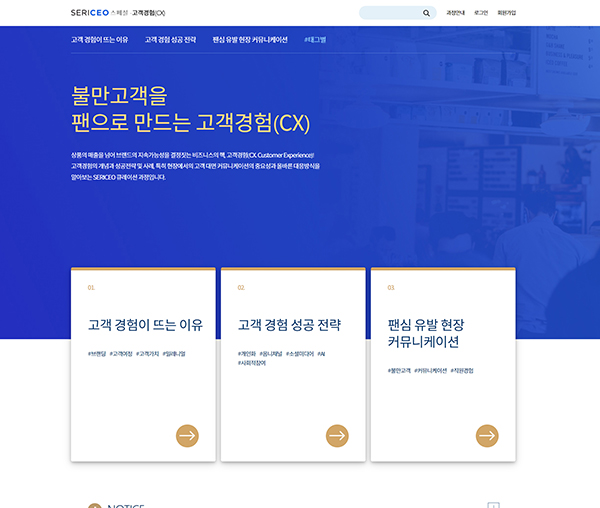 SERICEO 스페셜 · 고객경험(CX)
과정안내 로그인 회원가입
고객 경험이 뜨는 이유 고객 경험 성공 전략 팬심 유발 현장 커뮤니케이션 #태그별
불만고객을
팬으로 만드는 고객경험(CX)
상품의 매출을 넘어 브랜드의 지속가능성을 결정짓는 비즈니스의 핵, 고객경험(CX. Customer Experience)!
고객경험의 개념과 성공전략 및 사례, 특히 현장에서의 고객 대면 커뮤니케이션의 중요성과 올바른 대응방식을
알아보는 SERICEO 큐레이션 과정입니다.
01.
고객 경험이 뜨는 이유
#브랜딩 #고객여정 #고객가치 #밀레니얼
02.
고객 경험 성공 전략
#개인화 #옴니채널 #소셜미디어 #AI
#사회적참여
03.
팬심 유발 현장
커뮤니케이션
#불만고객 #커뮤니케이션 #직원경험
NOTICE